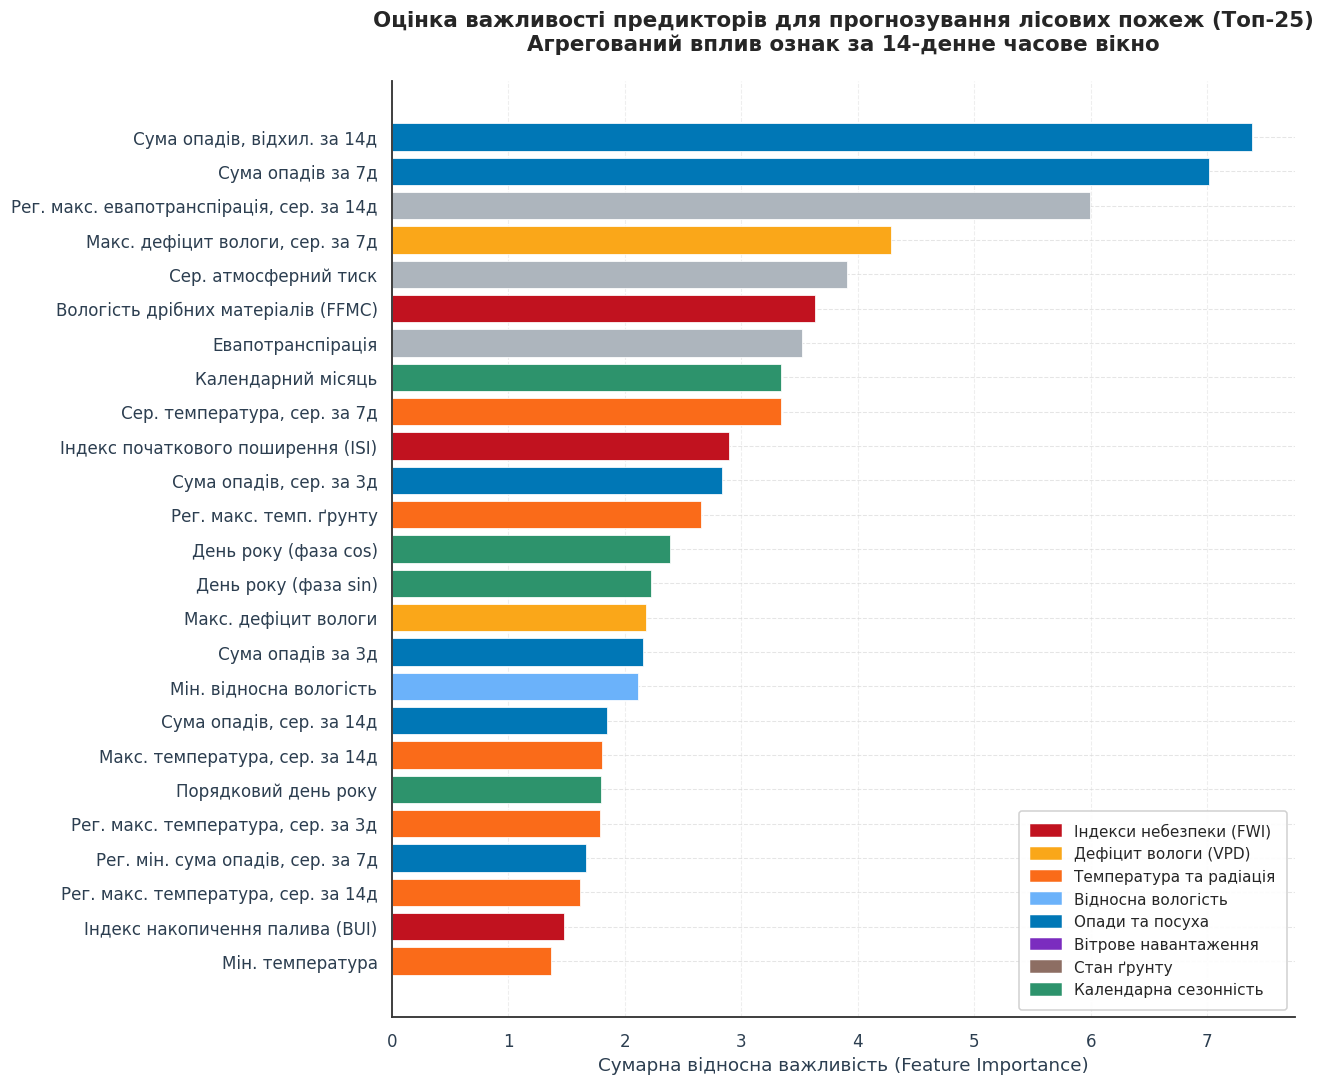 Оцінка важливості предикторів для прогнозування лісових пожеж (Топ-25)
Агрегований вплив ознак за 14-денне часове вікно
Сума опадів, відхил. за 14д
Сума опадів за 7д
Рег. макс. евапотранспірація, сер. за 14д
Макс. дефіцит вологи, сер. за 7д
Сер. атмосферний тиск
Вологість дрібних матеріалів (FFMC)
Евапотранспірація
Календарний місяць
Сер. температура, сер. за 7д
Індекс початкового поширення (ISI)
Сума опадів, сер. за 3д
Рег. макс. темп. ґрунту
День року (фаза cos)
День року (фаза sin)
Макс. дефіцит вологи
Сума опадів за 3д
Мін. відносна вологість
Сума опадів, сер. за 14д
Макс. температура, сер. за 14д
Порядковий день року
Рег. макс. температура, сер. за 3д
Рег. мін. сума опадів, сер. за 7д
Рег. макс. температура, сер. за 14д
Індекс накопичення палива (BUI)
Мін. температура
Індекси небезпеки (FWI)
Дефіцит вологи (VPD)
Температура та радіація
Відносна вологість
Опади та посуха
Вітрове навантаження
Стан ґрунту
Календарна сезонність
0 1 2 3 4 5 6 7
Сумарна відносна важливість (Feature Importance)